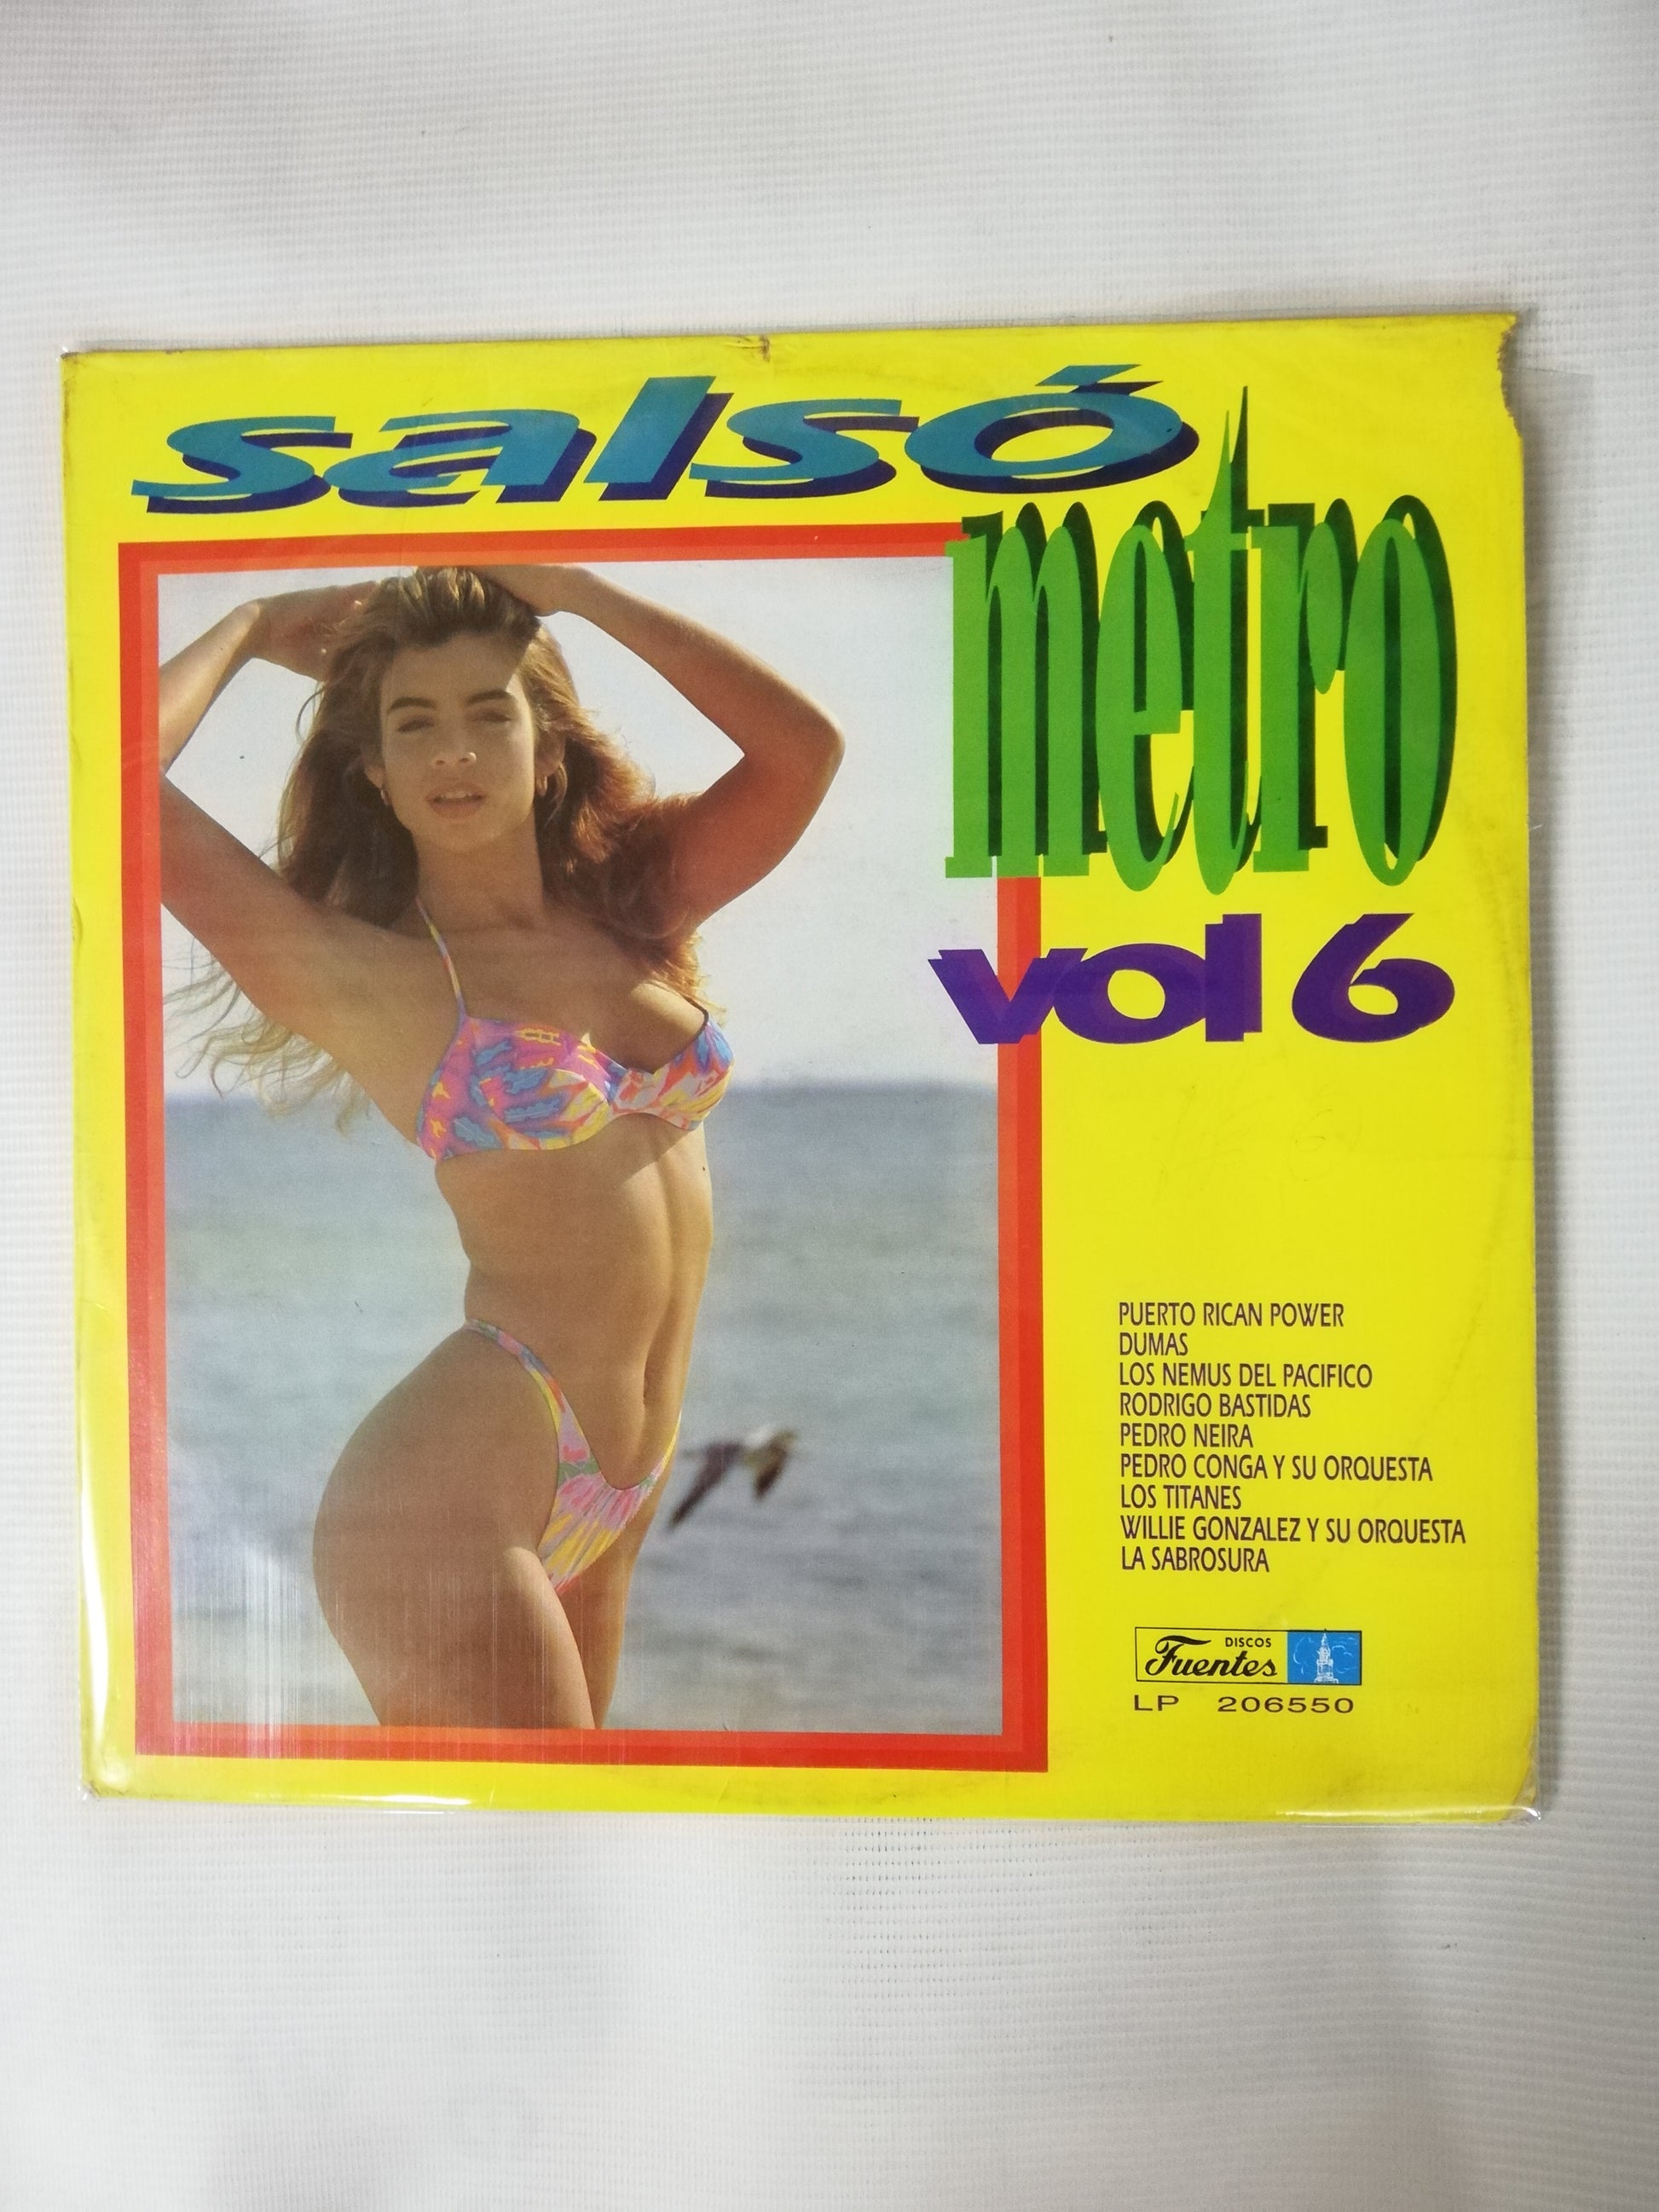 salsó
metro
vol 6
PUERTO RICAN POWER
DUMAS
LOS NEMUS DEL PACIFICO
RODRIGO BASTIDAS
PEDRO NEIRA
PEDRO CONGA Y SU ORQUESTA
LOS TITANES
WILLIE GONZALEZ Y SU ORQUESTA
LA SABROSURA
DISCOS
Fuentes
LP 206550